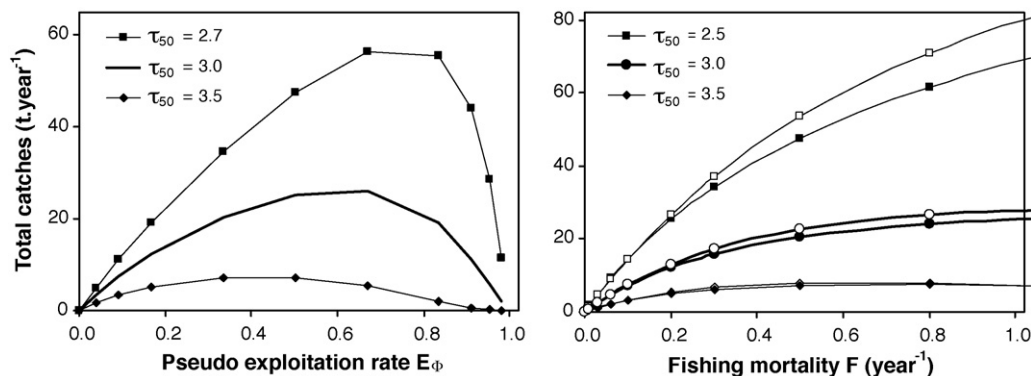 Total catches (t.year⁻¹)
60
40
20
0
τ50 = 2.7
τ50 = 3.0
τ50 = 3.5
0.0 0.2 0.4 0.6 0.8 1.0
Pseudo exploitation rate EΦ
80
60
40
20
0
τ50 = 2.5
τ50 = 3.0
τ50 = 3.5
0.0 0.2 0.4 0.6 0.8 1.0
Fishing mortality F (year⁻¹)